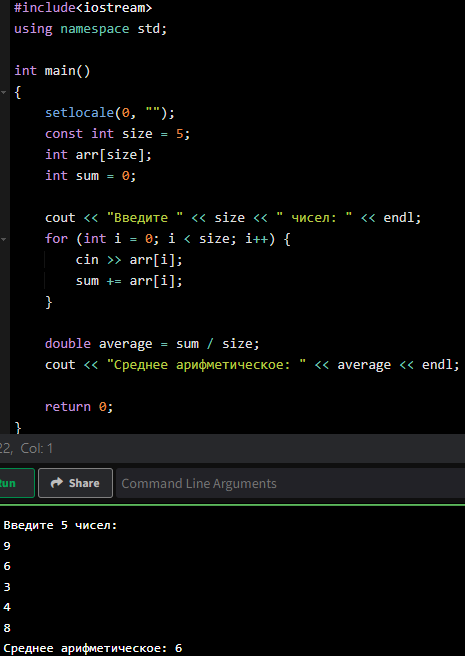 #include<iostream>
using namespace std;
int main()
{
setlocale(0, "");
const int size = 5;
int arr[size];
int sum = 0;
cout << "Введите " << size << " чисел: " << endl;
for (int i = 0; i < size; i++) {
cin >> arr[i];
sum += arr[i];
}
double average = sum / size;
cout << "Среднее арифметическое: " << average << endl;
return 0;
}
22, Col: 1
un
Share
Command Line Arguments
Введите 5 чисел:
9
6
3
4
8
Среднее арифметическое: 6